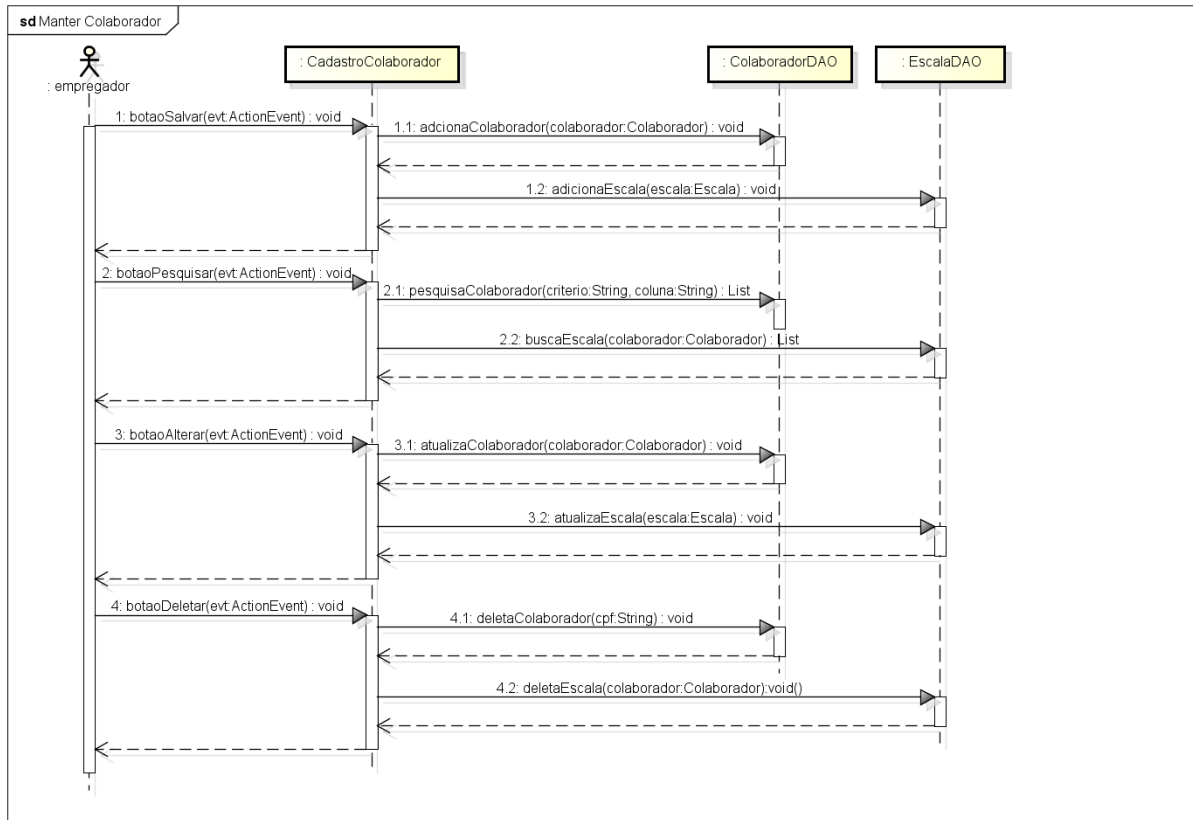 sd Manter Colaborador
: empregador
: CadastroColaborador
: ColaboradorDAO
: EscalaDAO
1: botaoSalvar(evt:ActionEvent) : void
1.1: adcionaColaborador(colaborador:Colaborador) : void
1.2: adicionaEscala(escala:Escala) : void
2: botaoPesquisar(evt:ActionEvent) : void
2.1: pesquisaColaborador(criterio:String, coluna:String) : List
2.2: buscaEscala(colaborador:Colaborador) : List
3: botaoAlterar(evt:ActionEvent) : void
3.1: atualizaColaborador(colaborador:Colaborador) : void
3.2: atualizaEscala(escala:Escala) : void
4: botaoDeletar(evt:ActionEvent) : void
4.1: deletaColaborador(cpf:String) : void
4.2: deletaEscala(colaborador:Colaborador):void()